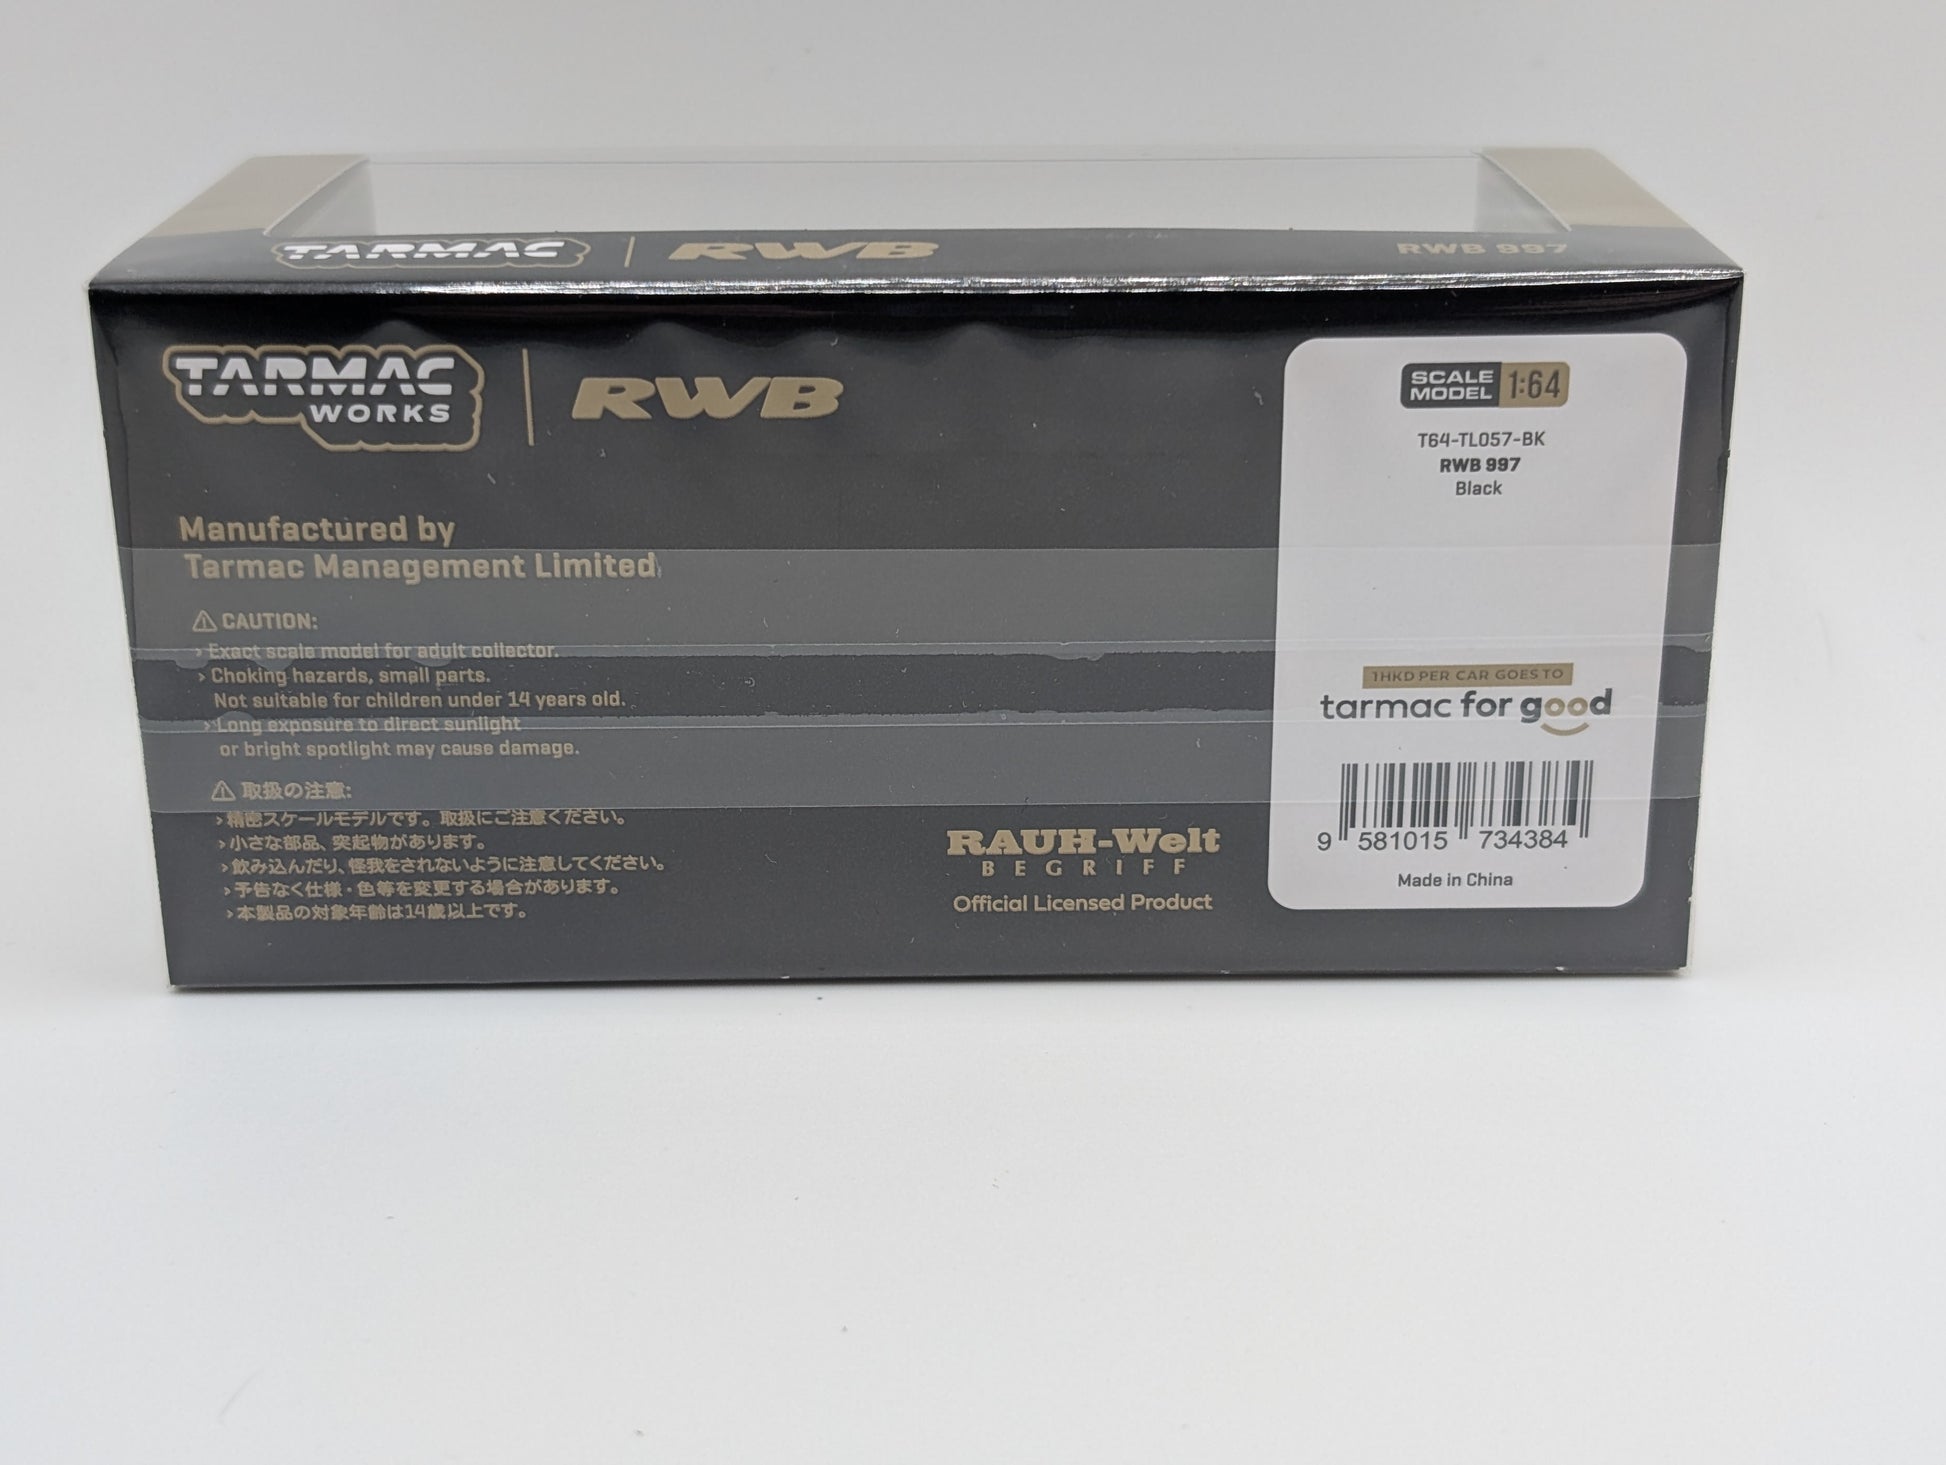 TARMAC | RWB
RWB 997
TARMAC WORKS | RWB
Manufactured by
Tarmac Management Limited
⚠ CAUTION:
› Exact scale model for adult collector.
› Choking hazards, small parts.
Not suitable for children under 14 years old.
› Long exposure to direct sunlight
or bright spotlight may cause damage.
⚠ 取扱の注意:
› 精密スケールモデルです。取扱にご注意ください。
› 小さな部品、突起物があります。
› 飲み込んだり、怪我をされないように注意してください。
› 予告なく仕様・色等を変更する場合があります。
› 本製品の対象年齢は14歳以上です。
RAUH-Welt
BEGRIFF
Official Licensed Product
SCALE MODEL 1:64
T64-TL057-BK
RWB 997
Black
1HKD PER CAR GOES TO
tarmac for good
9 581015 734384
Made in China